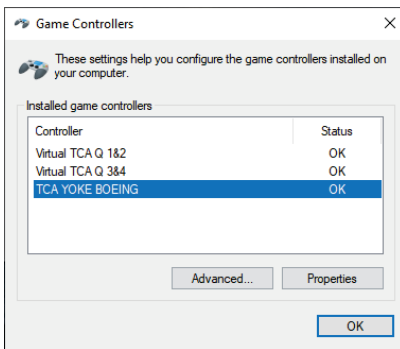 Game Controllers
These settings help you configure the game controllers installed on
your computer.
Installed game controllers
Controller Status
Virtual TCA Q 1&2 OK
Virtual TCA Q 3&4 OK
TCA YOKE BOEING OK
Advanced... Properties
OK